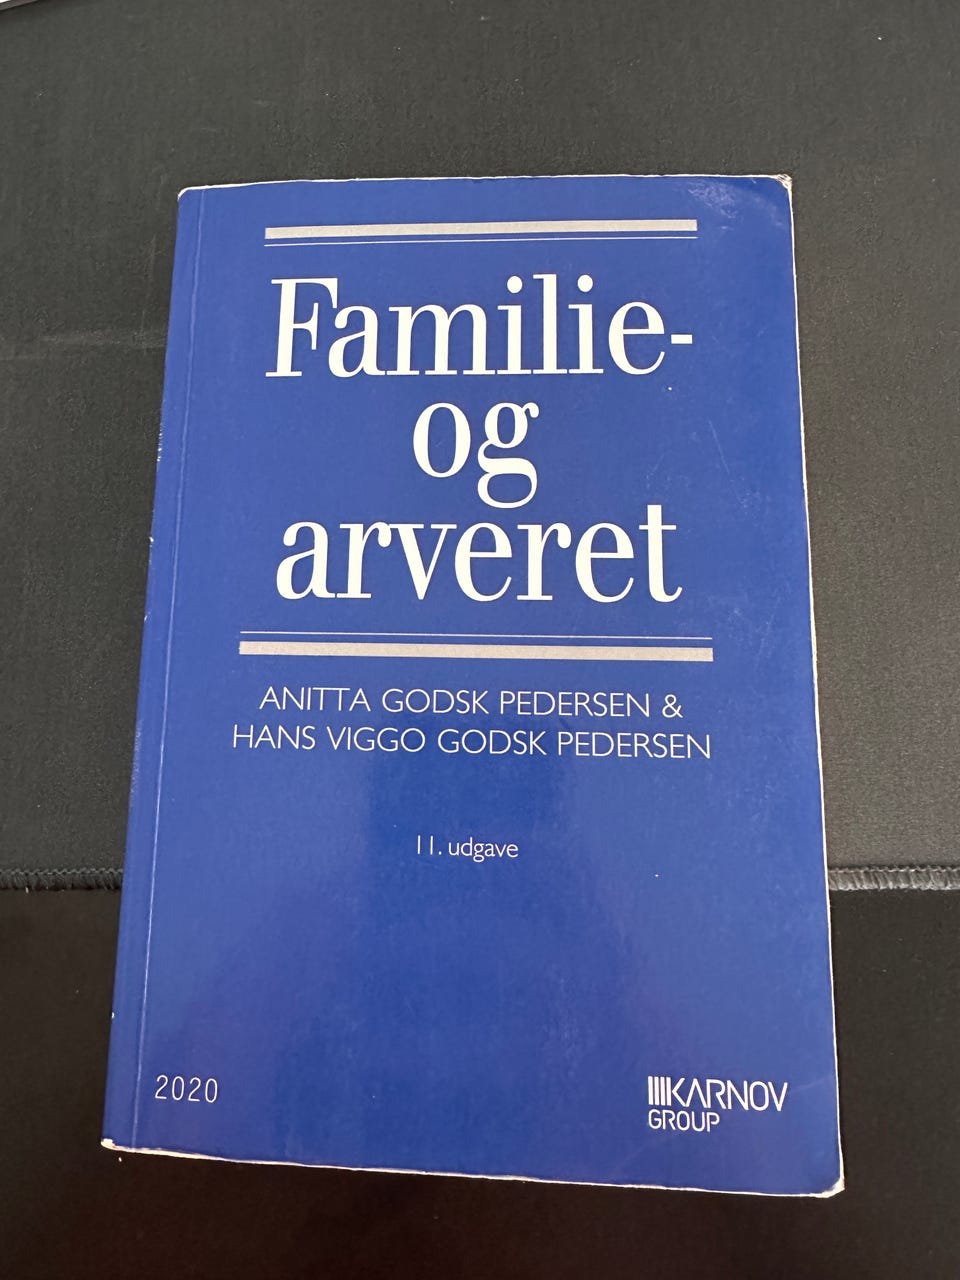 Familie-
og
arveret
ANITTA GODSK PEDERSEN &
HANS VIGGO GODSK PEDERSEN
11. udgave
2020
KARNOV
GROUP